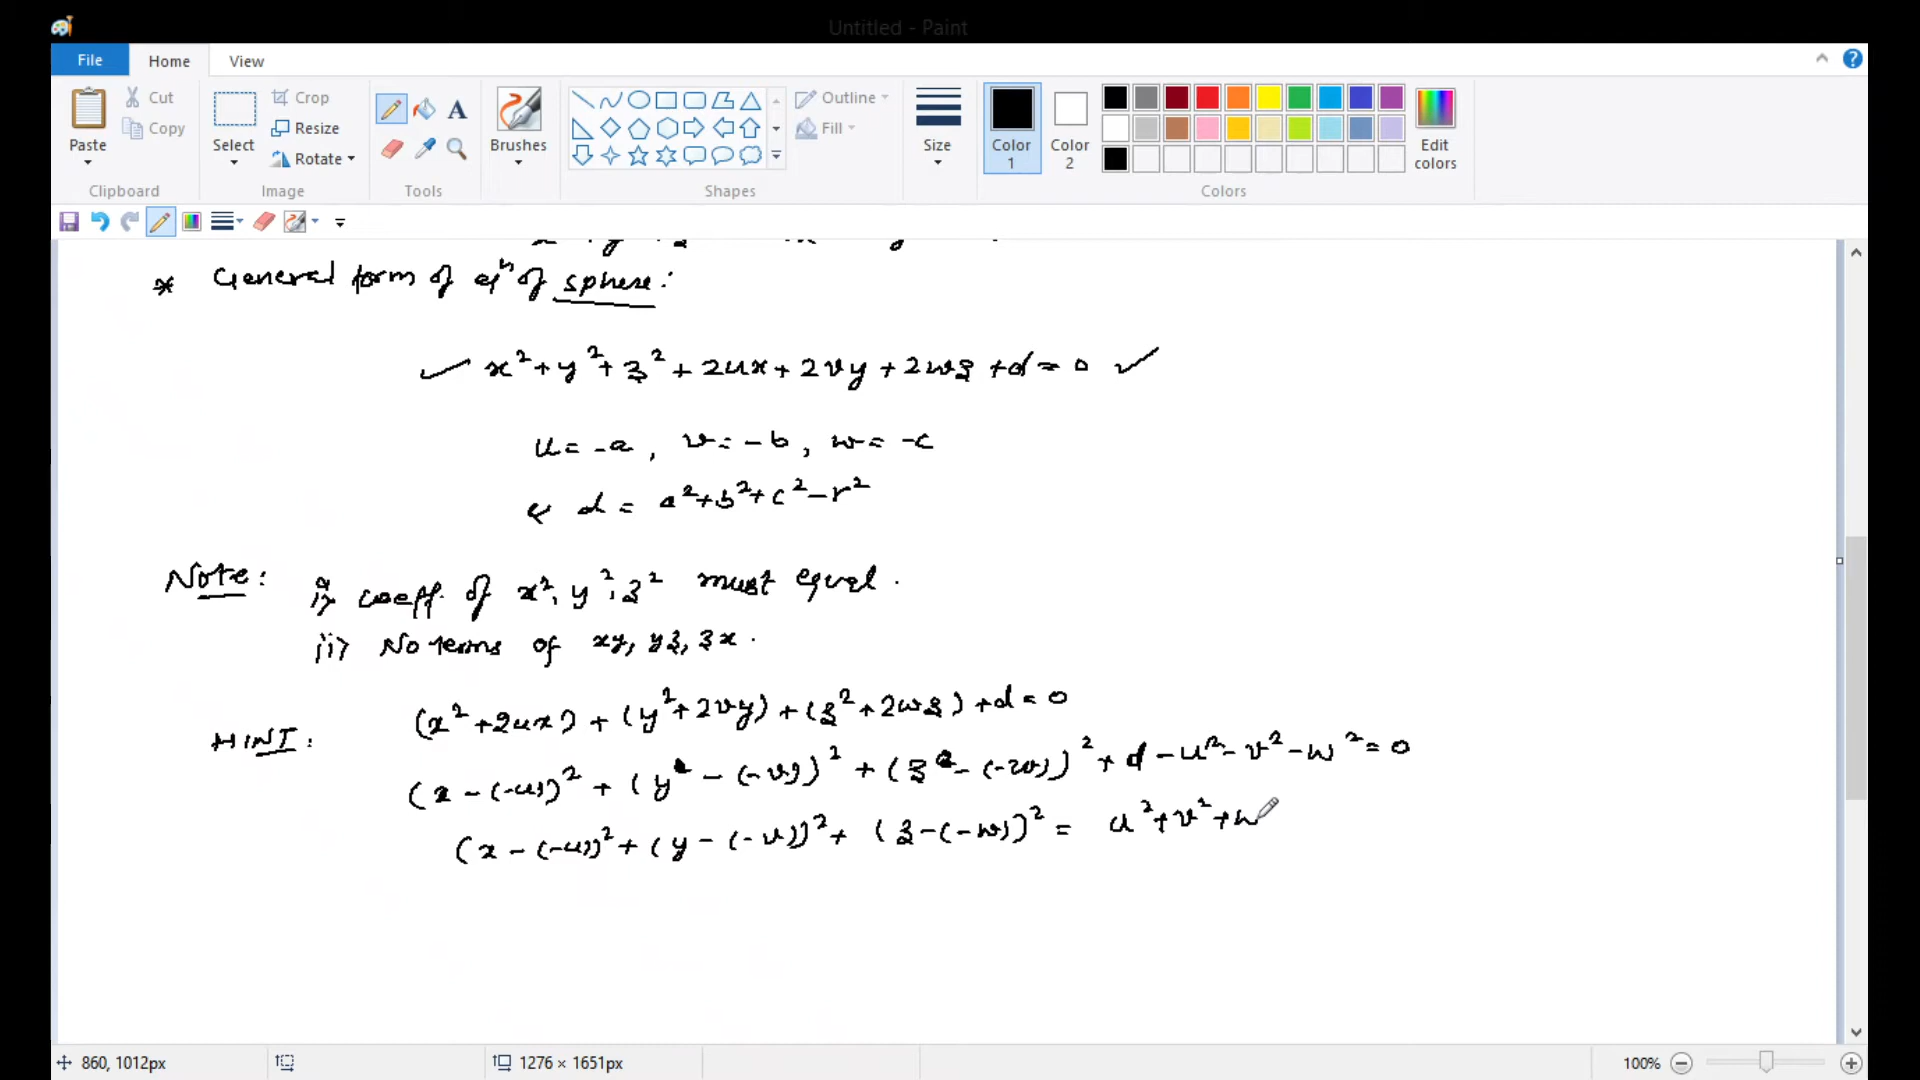 Untitled - Paint
File Home View
Cut
Copy
Paste
Clipboard
Select
Crop
Resize
Rotate
Image
Tools
Brushes
Shapes
Outline
Fill
Size
Color 1
Color 2
Edit colors
Colors
* General form of eqⁿ of sphere:
✓ x²+y²+z²+2ux+2vy+2wz+d=0 ✓
u=-a, v=-b, w=-c
& d= a²+b²+c²-r²
Note: i) coeff. of x², y², z² must equal.
ii) No terms of xy, yz, zx.
(x²+2ux)+(y²+2vy)+(z²+2wz)+d=0
HINT:
(x-(-u))²+(y-(-v))²+(z-(-w))²+d-u²-v²-w²=0
(x-(-u))²+(y-(-v))²+(z-(-w))²= u²+v²+w
860, 1012px 1276 × 1651px 100%